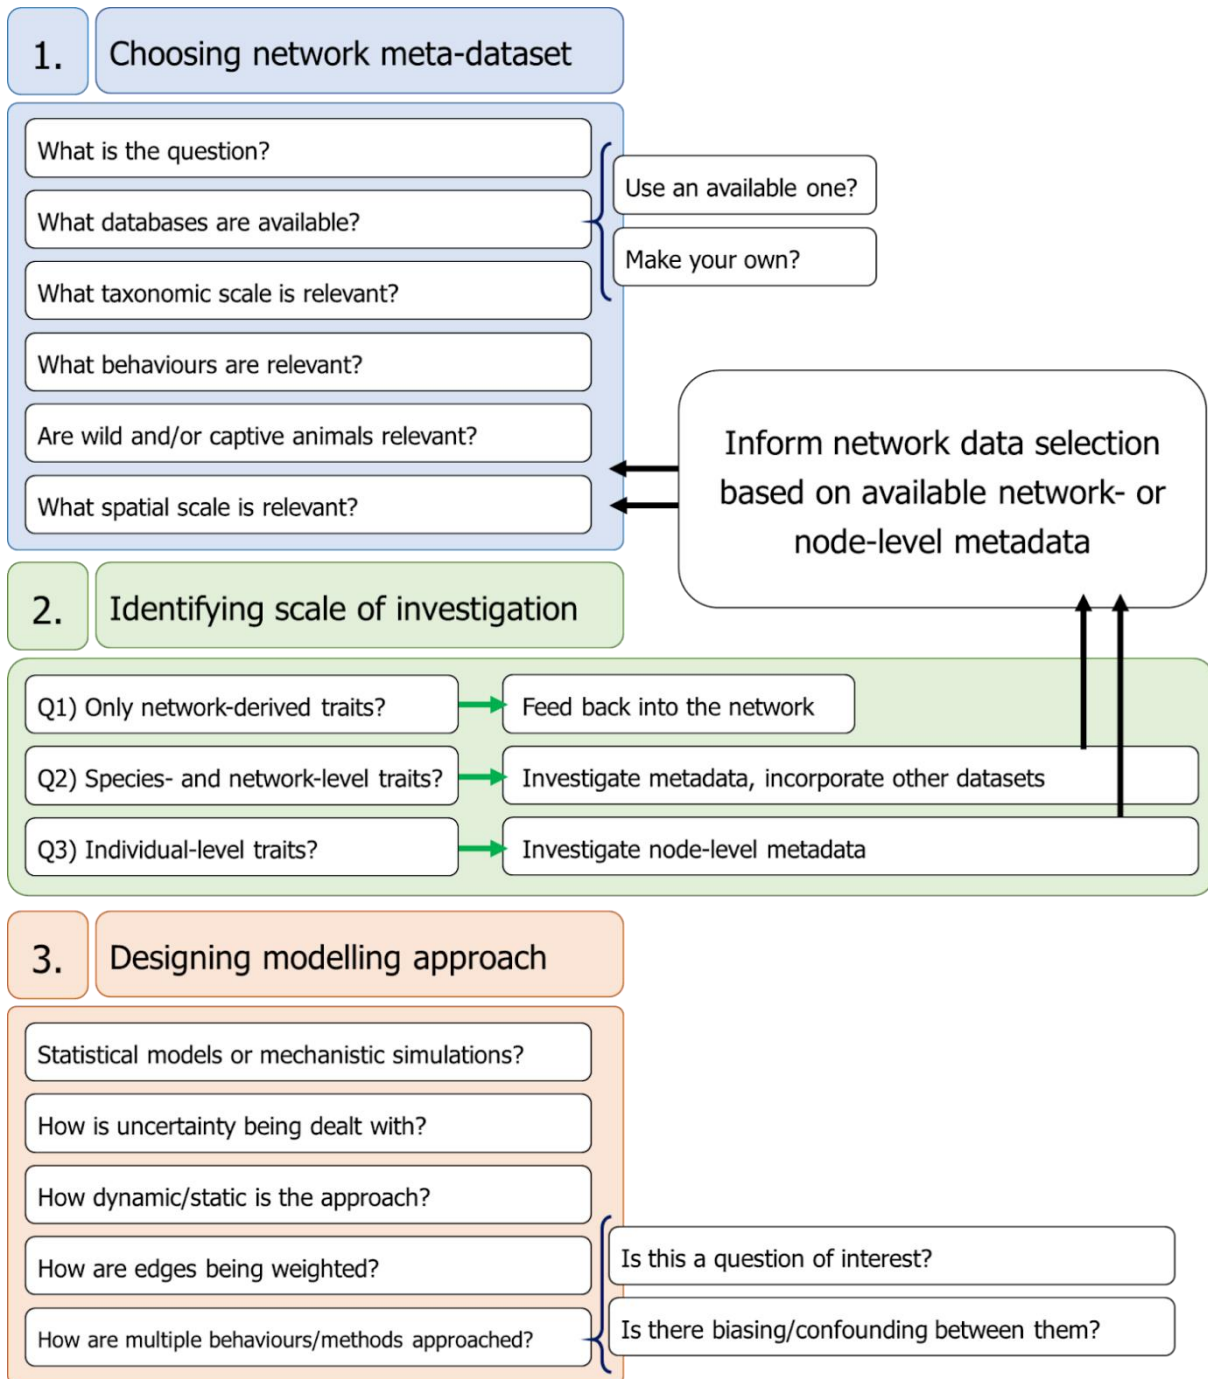 1.
Choosing network meta-dataset
What is the question?
What databases are available?
Use an available one?
Make your own?
What taxonomic scale is relevant?
What behaviours are relevant?
Are wild and/or captive animals relevant?
What spatial scale is relevant?
Inform network data selection
based on available network- or
node-level metadata
2.
Identifying scale of investigation
Q1) Only network-derived traits?
Feed back into the network
Q2) Species- and network-level traits?
Investigate metadata, incorporate other datasets
Q3) Individual-level traits?
Investigate node-level metadata
3.
Designing modelling approach
Statistical models or mechanistic simulations?
How is uncertainty being dealt with?
How dynamic/static is the approach?
How are edges being weighted?
How are multiple behaviours/methods approached?
Is this a question of interest?
Is there biasing/confounding between them?